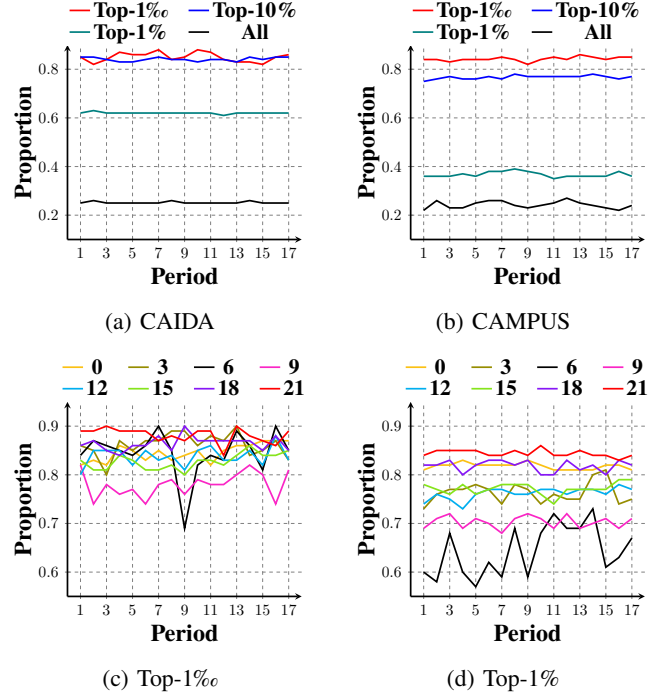 Top-1‰ Top-10%
Top-1% All
Proportion
0.8
0.6
0.4
0.2
1 3 5 7 9 11 13 15 17
Period
(a) CAIDA
Top-1‰ Top-10%
Top-1% All
Proportion
0.8
0.6
0.4
0.2
1 3 5 7 9 11 13 15 17
Period
(b) CAMPUS
0 3 6 9
12 15 18 21
Proportion
0.9
0.8
0.7
0.6
1 3 5 7 9 11 13 15 17
Period
(c) Top-1‰
0 3 6 9
12 15 18 21
Proportion
0.9
0.8
0.7
0.6
1 3 5 7 9 11 13 15 17
Period
(d) Top-1%